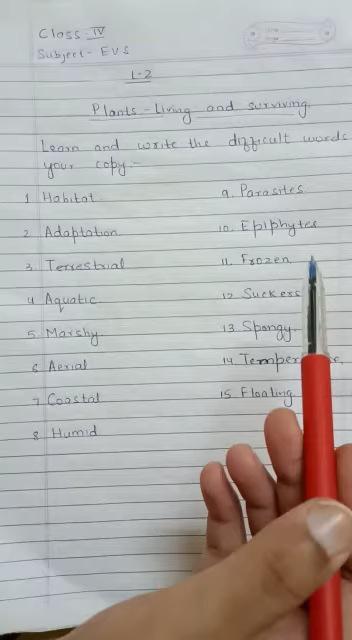 Class: IV
Subject- EVS
L-2
Plants - Living and surviving.
Learn and write the difficult words
your copy:-
1 Habitat
2 Adaptation
3 Terrestrial
4 Aquatic
5 Marshy
6 Aerial
7 Coastal
8 Humid
9. Parasites
10. Epiphytes
11. Frozen
12 Suckers
13. Spongy
14.
15. Floating